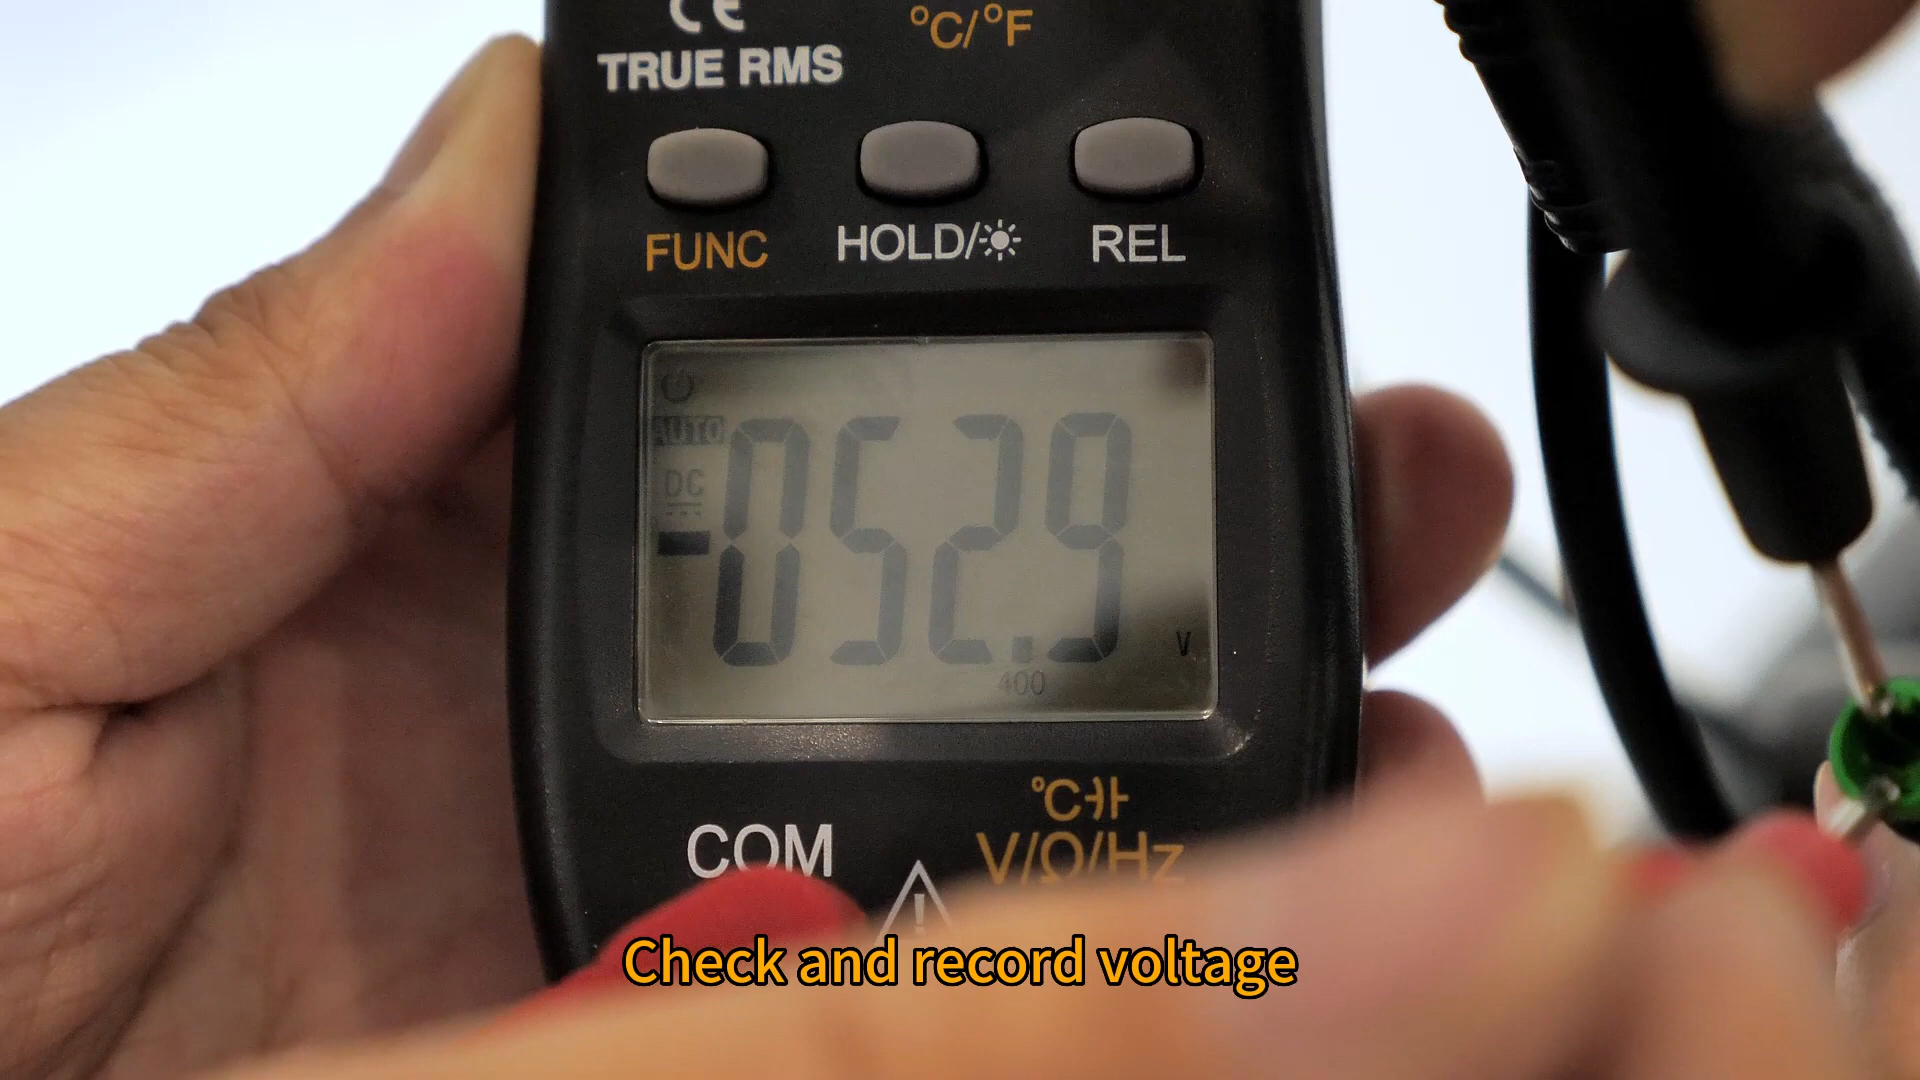 CE
°C/°F
TRUE RMS
FUNC
HOLD/☀
REL
AUTO
DC
-052.9
V
400
°C
COM
V/Ω/Hz
!
Check and record voltage